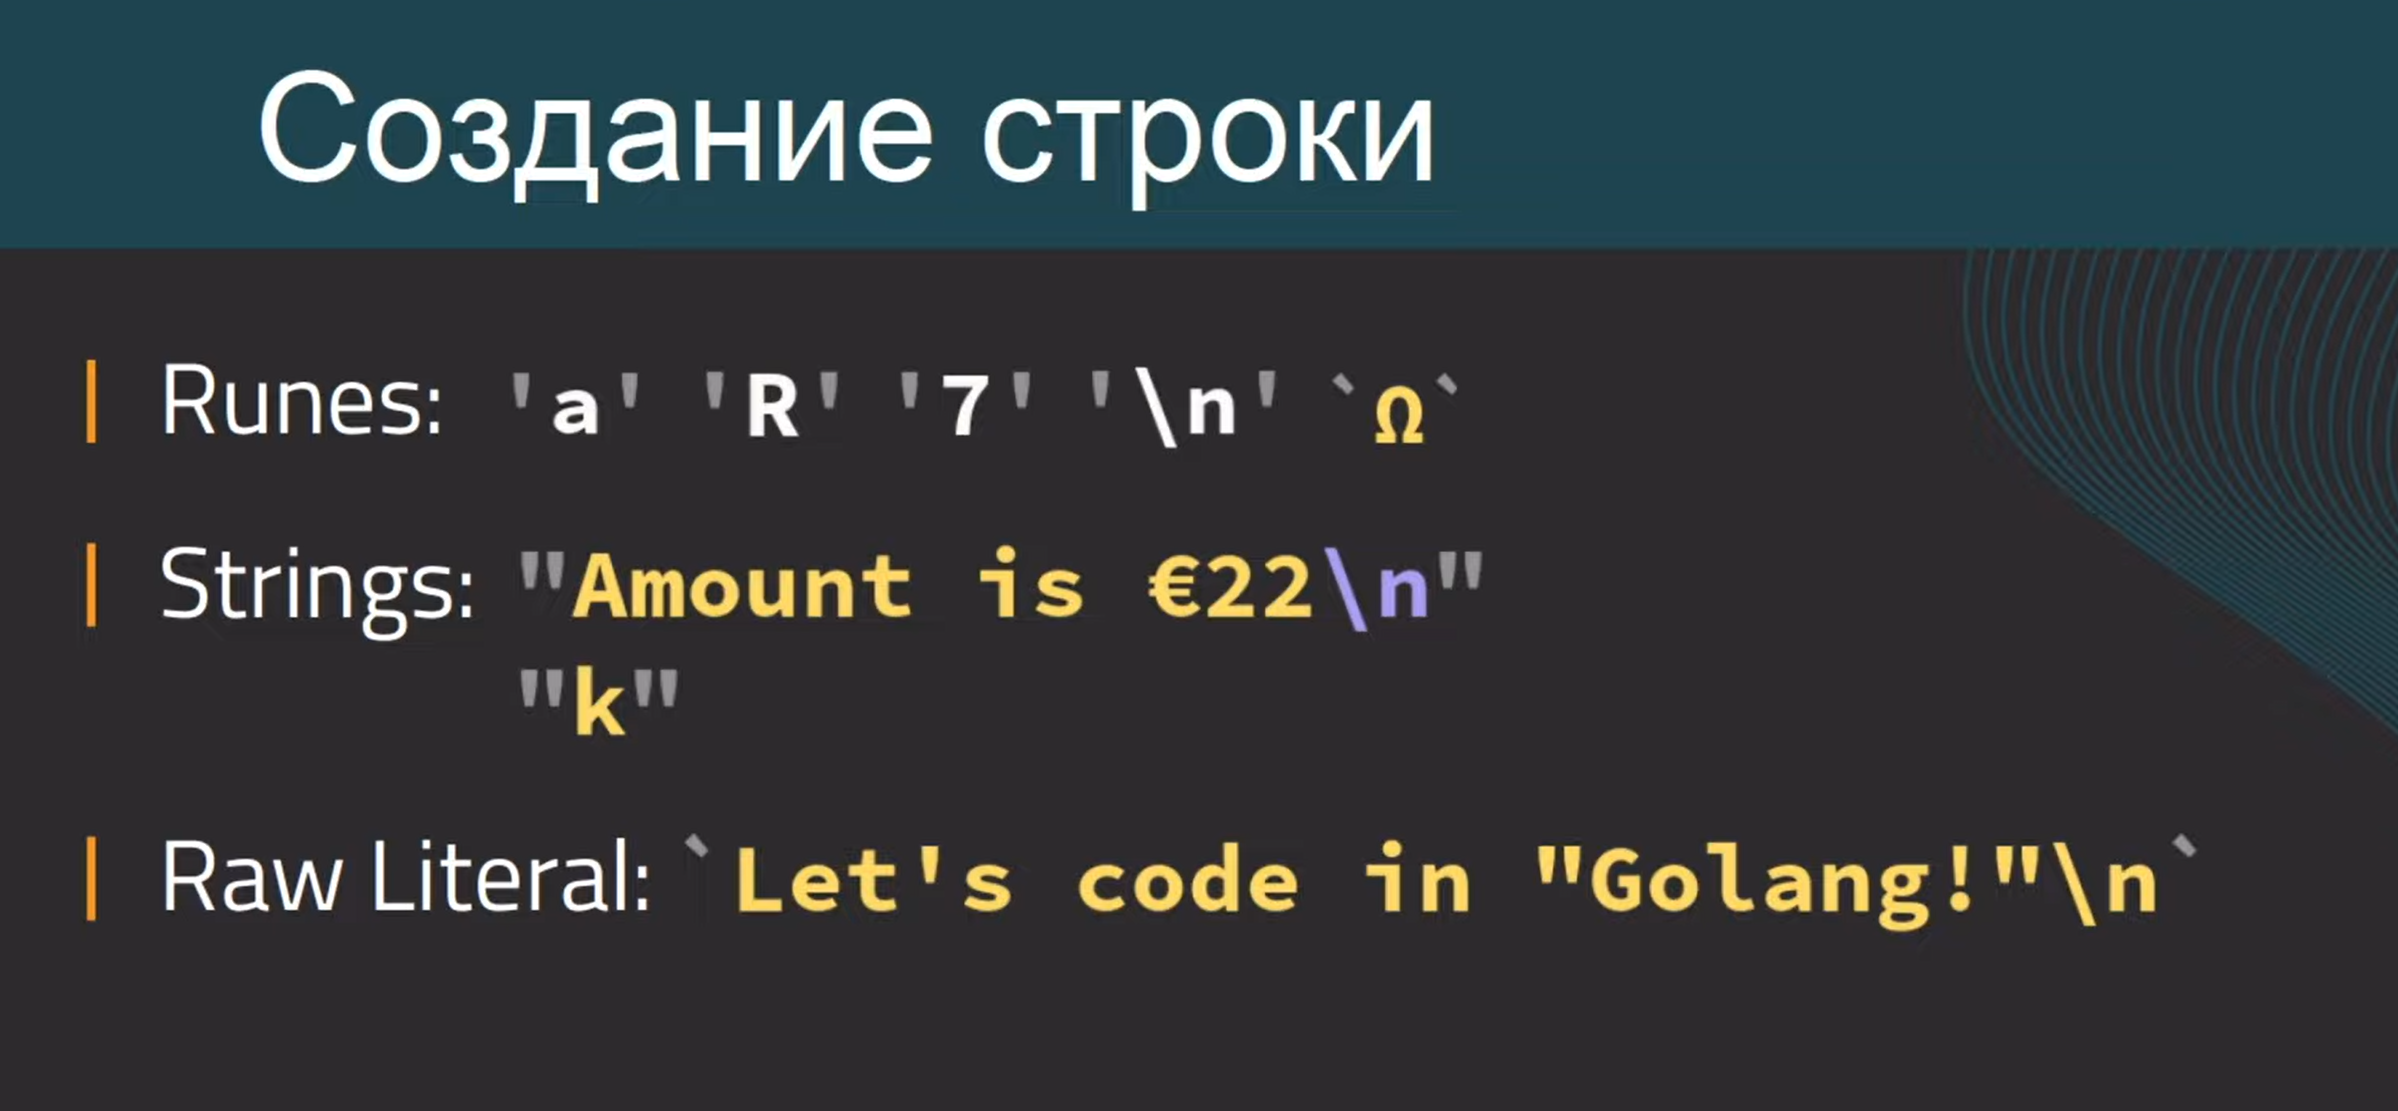 Создание строки
Runes: 'a' 'R' '7' '\n' `Ω`
Strings: "Amount is €22\n"
"k"
Raw Literal: `Let's code in "Golang!"\n`